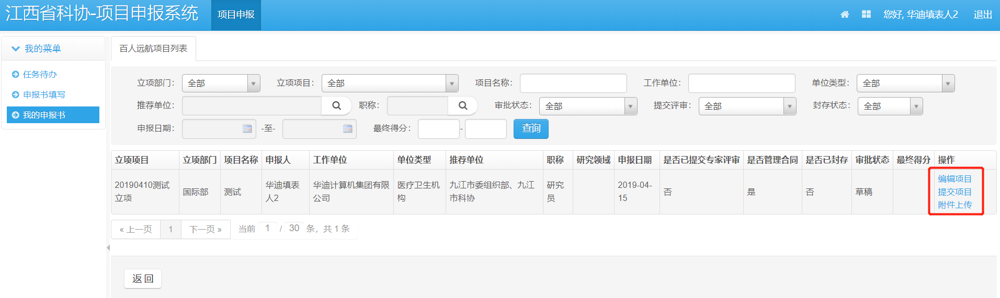 江西省科协-项目申报系统 项目申报 您好, 华迪填表人2 退出
我的菜单
任务待办
申报书填写
我的申报书
百人远航项目列表
立项部门: 全部 立项项目: 全部 项目名称: 工作单位: 单位类型: 全部
推荐单位: 职称: 审批状态: 全部 提交评审: 全部 封存状态: 全部
申报日期: -至- 最终得分: - 查询
立项项目 立项部门 项目名称 申报人 工作单位 单位类型 推荐单位 职称 研究领域 申报日期 是否已提交专家评审 是否管理合同 是否已封存 审批状态 最终得分 操作
20190410测试
立项
国际部
测试
华迪填表
人2
华迪计算机集团有限
公司
医疗卫生机
构
九江市委组织部、九江
市科协
研究
员
2019-04-
15
否
是
否
草稿
编辑项目
提交项目
附件上传
« 上一页 1 下一页 » 当前 1 / 30 条, 共 1 条
返 回